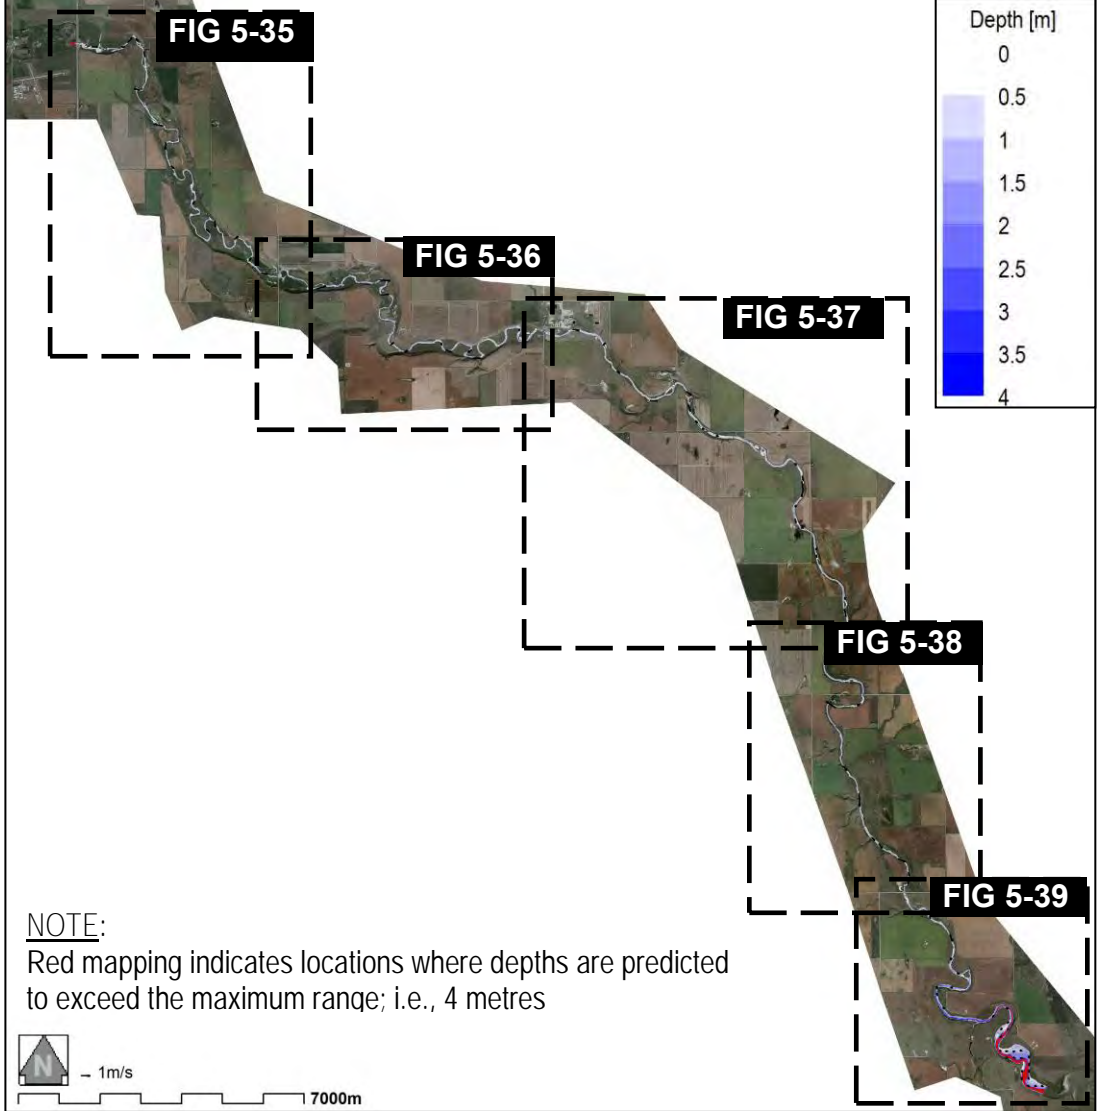 FIG 5-35
Depth [m]
0
0.5
1
1.5
2
2.5
3
3.5
4
FIG 5-36
FIG 5-37
FIG 5-38
FIG 5-39
NOTE:
Red mapping indicates locations where depths are predicted
to exceed the maximum range; i.e., 4 metres
N
→ 1m/s
7000m